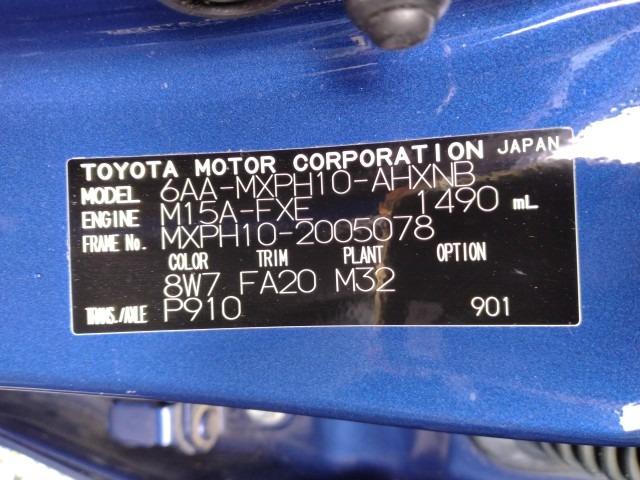 TOYOTA MOTOR CORPORATION JAPAN
MODEL 6AA-MXPH10-AHXNB
ENGINE M15A-FXE 1490 mL
FRAME No. MXPH10-2005078
COLOR TRIM PLANT OPTION
8W7 FA20 M32
TRANS./AXLE P910 901